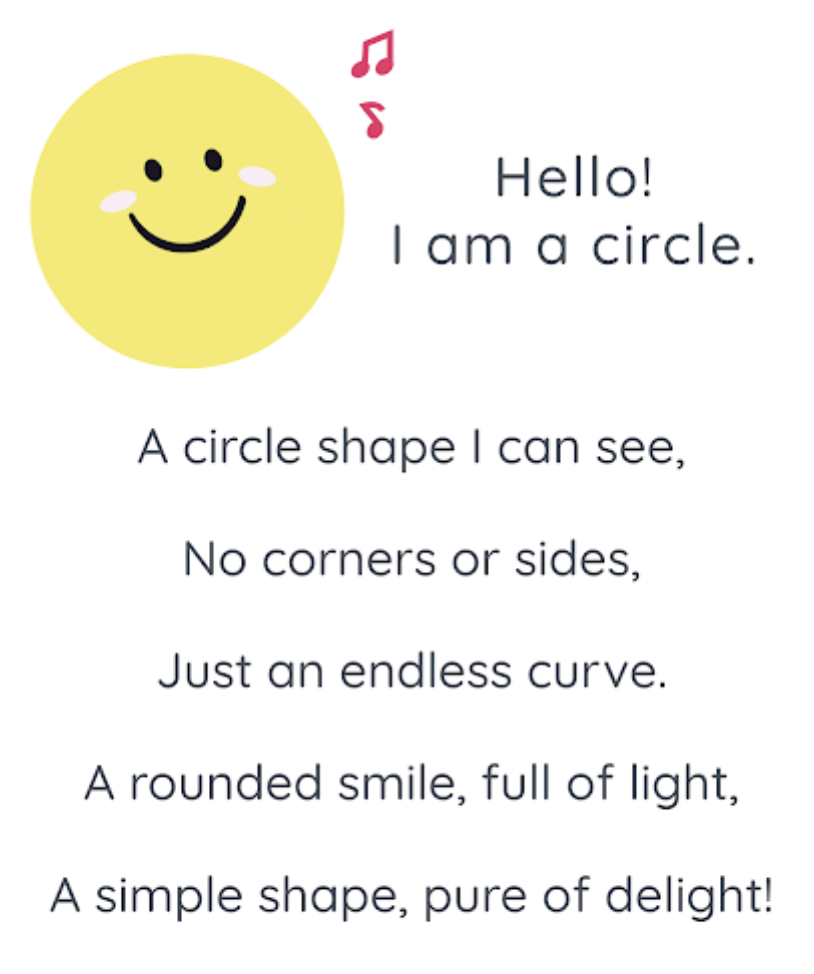 Hello!
I am a circle.
A circle shape I can see,
No corners or sides,
Just an endless curve.
A rounded smile, full of light,
A simple shape, pure of delight!